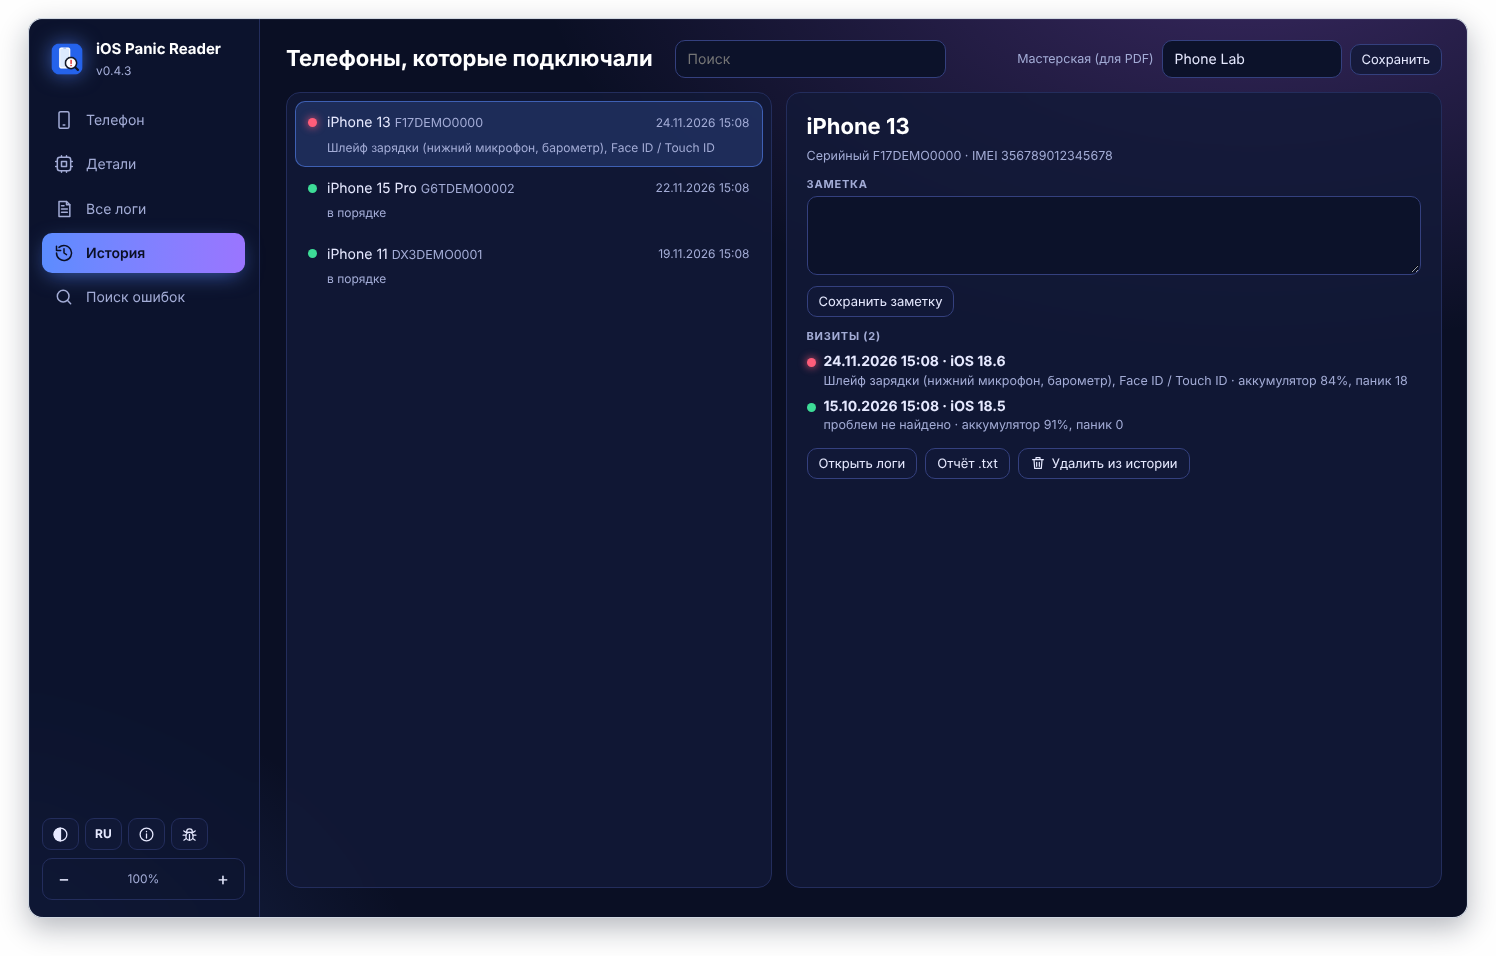 iOS Panic Reader
v0.4.3
Телефон
Детали
Все логи
История
Поиск ошибок
RU
− 100% +
Телефоны, которые подключали
Поиск
Мастерская (для PDF)
Phone Lab
Сохранить
iPhone 13 F17DEMO0000 24.11.2026 15:08
Шлейф зарядки (нижний микрофон, барометр), Face ID / Touch ID
iPhone 15 Pro G6TDEMO0002 22.11.2026 15:08
в порядке
iPhone 11 DX3DEMO0001 19.11.2026 15:08
в порядке
iPhone 13
Серийный F17DEMO0000 · IMEI 356789012345678
ЗАМЕТКА
Сохранить заметку
ВИЗИТЫ (2)
24.11.2026 15:08 · iOS 18.6
Шлейф зарядки (нижний микрофон, барометр), Face ID / Touch ID · аккумулятор 84%, паник 18
15.10.2026 15:08 · iOS 18.5
проблем не найдено · аккумулятор 91%, паник 0
Открыть логи
Отчёт .txt
Удалить из истории